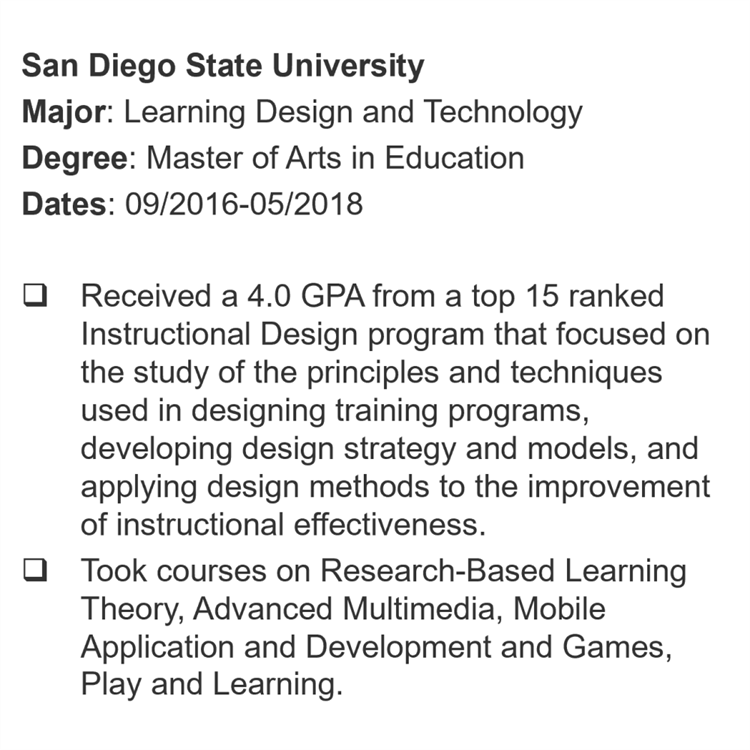 San Diego State University
Major: Learning Design and Technology
Degree: Master of Arts in Education
Dates: 09/2016-05/2018
❑ Received a 4.0 GPA from a top 15 ranked
Instructional Design program that focused on
the study of the principles and techniques
used in designing training programs,
developing design strategy and models, and
applying design methods to the improvement
of instructional effectiveness.
❑ Took courses on Research-Based Learning
Theory, Advanced Multimedia, Mobile
Application and Development and Games,
Play and Learning.